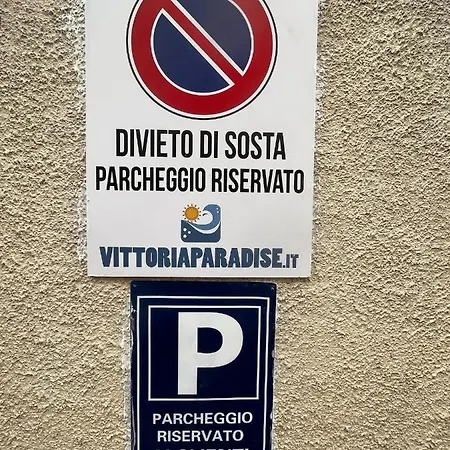 DIVIETO DI SOSTA
PARCHEGGIO RISERVATO
VITTORIAPARADISE.IT
P
PARCHEGGIO
RISERVATO